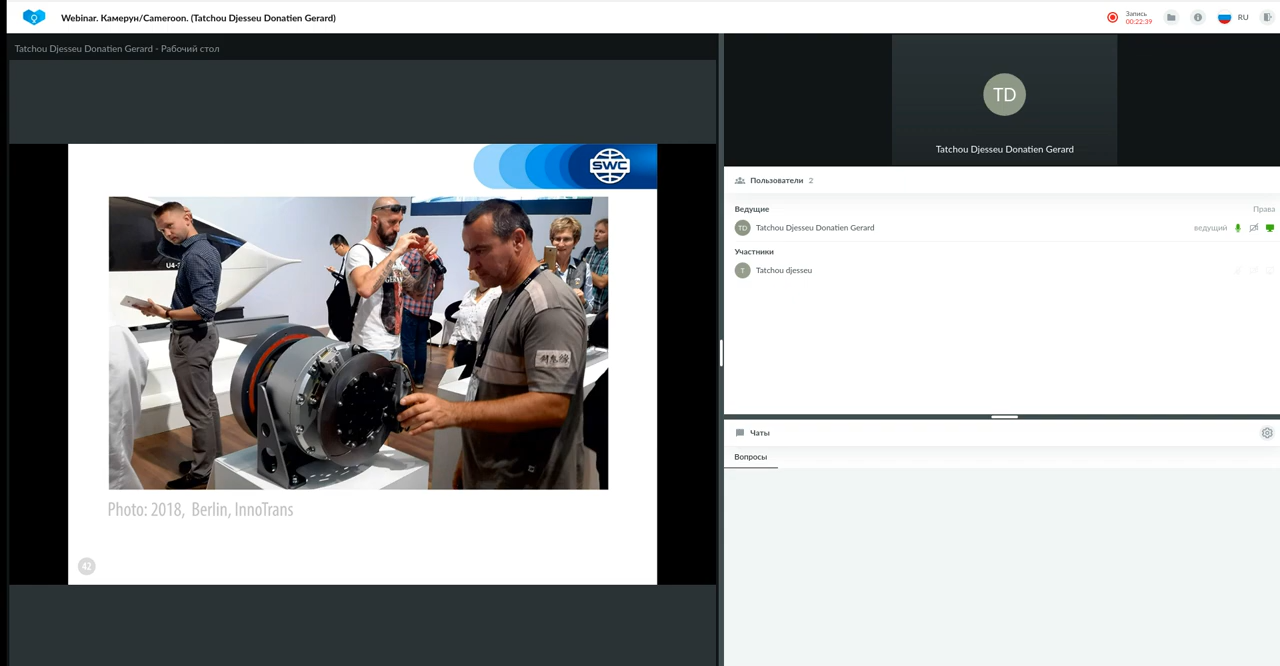 Webinar. Камерун/Cameroon. (Tatchou Djesseu Donatien Gerard)
Запись
00:22:39
RU
Tatchou Djesseu Donatien Gerard - Рабочий стол
SWC
U4-
Photo: 2018, Berlin, InnoTrans
42
TD
Tatchou Djesseu Donatien Gerard
Пользователи 2
Ведущие Права
TD Tatchou Djesseu Donatien Gerard ведущий
Участники
T Tatchou djesseu
Чаты
Вопросы